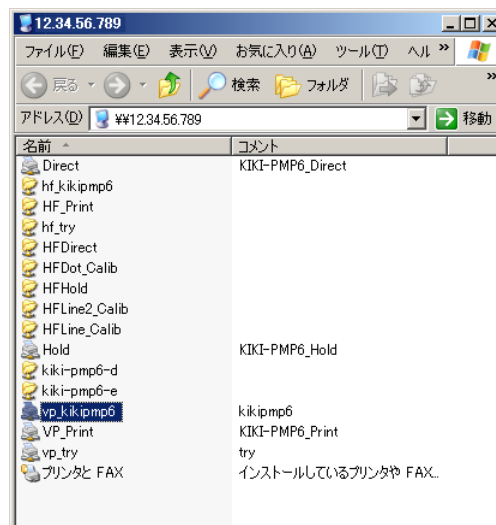 12.34.56.789
ファイル(F) 編集(E) 表示(V) お気に入り(A) ツール(T) ヘル »
戻る 検索 フォルダ »
アドレス(D) ¥¥12.34.56.789 移動
名前 コメント
Direct KIKI-PMP6_Direct
hf_kikipmp6
HF_Print
hf_try
HFDirect
HFDot_Calib
HFHold
HFLine2_Calib
HFLine_Calib
Hold KIKI-PMP6_Hold
kiki-pmp6-d
kiki-pmp6-e
vp_kikipmp6 kikipmp6
VP_Print KIKI-PMP6_Print
vp_try try
プリンタと FAX インストールしているプリンタや FAX...